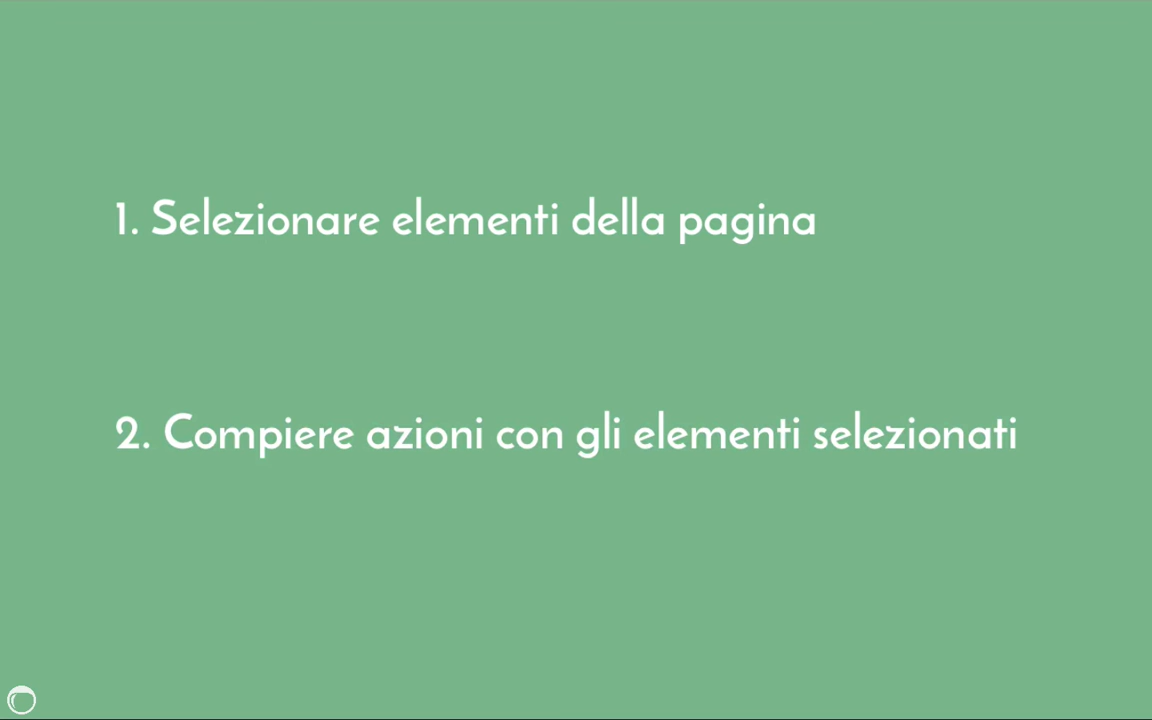 1. Selezionare elementi della pagina
2. Compiere azioni con gli elementi selezionati